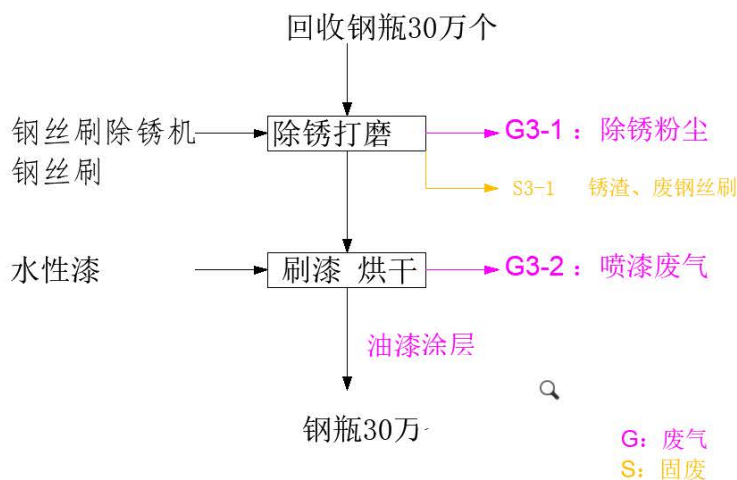 回收钢瓶30万个
钢丝刷除锈机
钢丝刷
除锈打磨
G3-1：除锈粉尘
S3-1 锈渣、废钢丝刷
水性漆
刷漆 烘干
G3-2：喷漆废气
油漆涂层
钢瓶30万
G：废气
S：固废